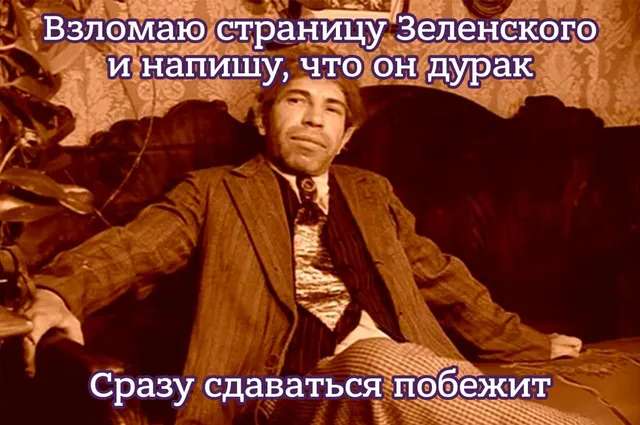 Взломаю страницу Зеленского
и напишу, что он дурак
Сразу сдаваться побежит